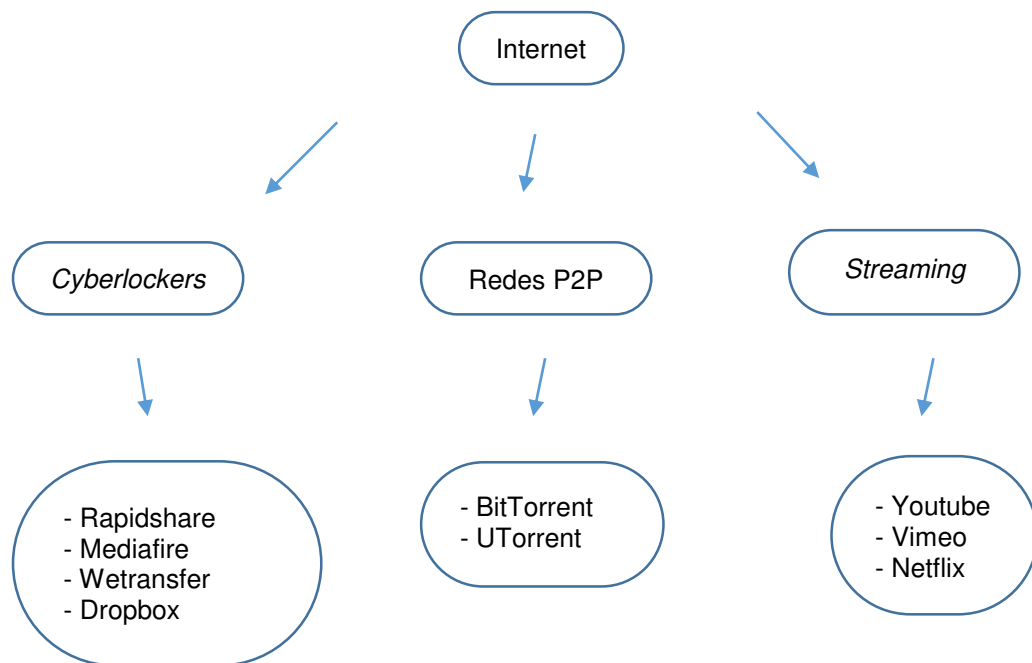 Internet
Cyberlockers
Redes P2P
Streaming
- Rapidshare
- Mediafire
- Wetransfer
- Dropbox
- BitTorrent
- UTorrent
- Youtube
- Vimeo
- Netflix